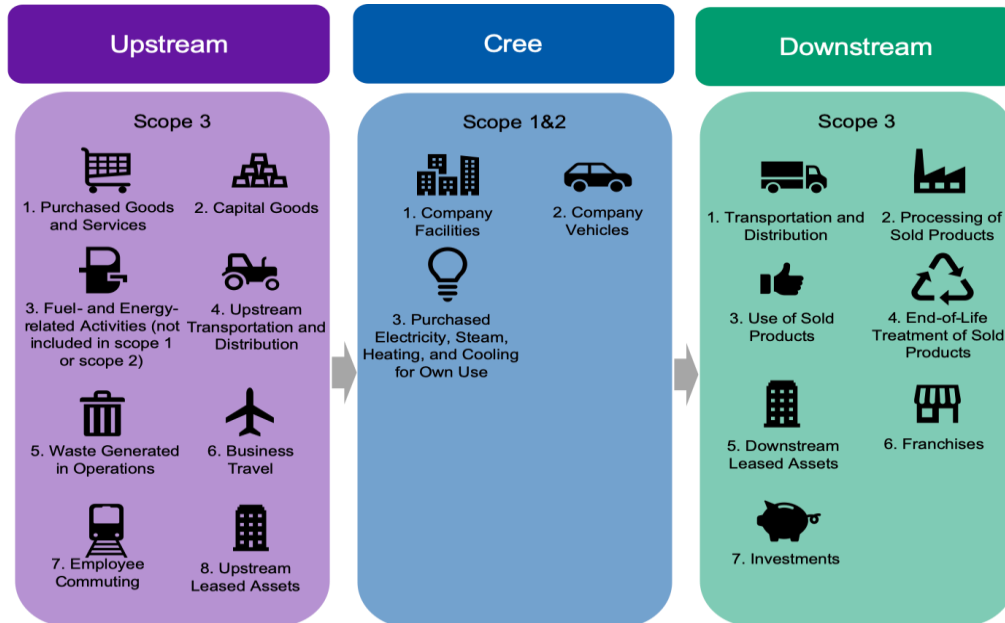 Upstream
Scope 3
1. Purchased Goods
and Services
2. Capital Goods
3. Fuel- and Energy-
related Activities (not
included in scope 1
or scope 2)
4. Upstream
Transportation and
Distribution
5. Waste Generated
in Operations
6. Business
Travel
7. Employee
Commuting
8. Upstream
Leased Assets
Cree
Scope 1&2
1. Company
Facilities
2. Company
Vehicles
3. Purchased
Electricity, Steam,
Heating, and Cooling
for Own Use
Downstream
Scope 3
1. Transportation and
Distribution
2. Processing of
Sold Products
3. Use of Sold
Products
4. End-of-Life
Treatment of Sold
Products
5. Downstream
Leased Assets
6. Franchises
7. Investments